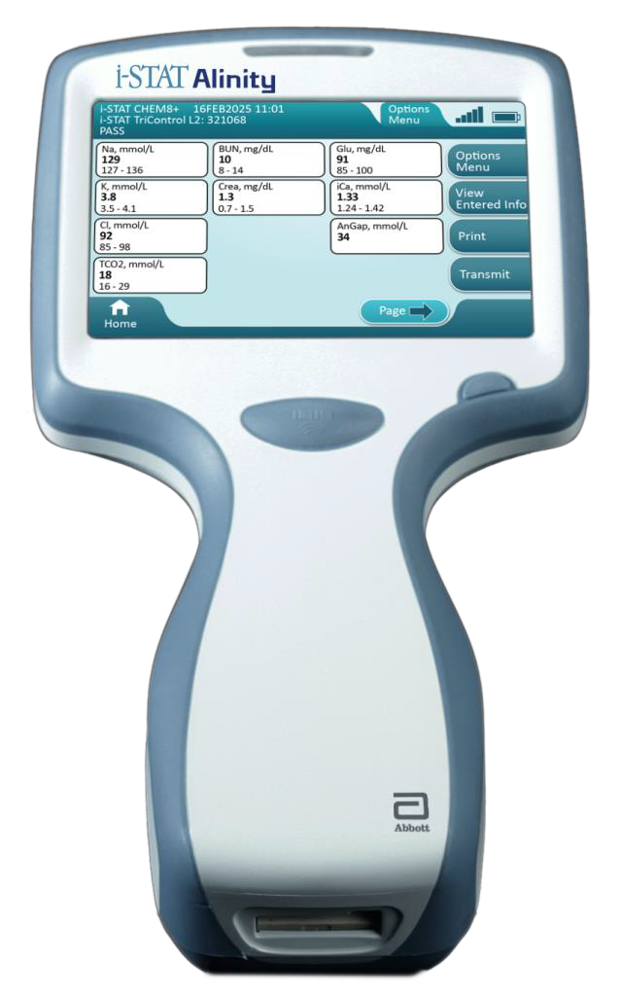 i-STAT Alinity
i-STAT CHEM8+ 16FEB2025 11:01
i-STAT TriControl L2: 321068
PASS
Options
Menu
Na, mmol/L
129
127 - 136
BUN, mg/dL
10
8 - 14
Glu, mg/dL
91
85 - 100
Options
Menu
K, mmol/L
3.8
3.5 - 4.1
Crea, mg/dL
1.3
0.7 - 1.5
iCa, mmol/L
1.33
1.24 - 1.42
View
Entered Info
Cl, mmol/L
92
85 - 98
AnGap, mmol/L
34
Print
TCO2, mmol/L
18
16 - 29
Transmit
Home
Page
Abbott